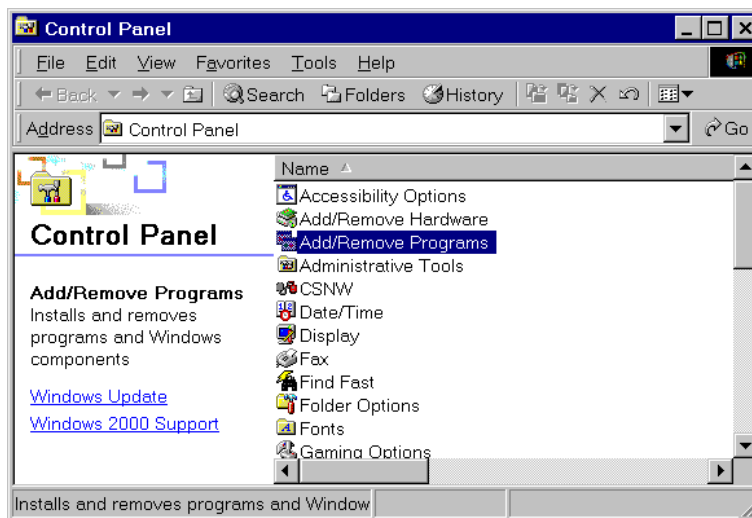 Control Panel
File Edit View Favorites Tools Help
Back Search Folders History
Address Control Panel Go
Control Panel
Add/Remove Programs
Installs and removes
programs and Windows
components
Windows Update
Windows 2000 Support
Name
Accessibility Options
Add/Remove Hardware
Add/Remove Programs
Administrative Tools
CSNW
Date/Time
Display
Fax
Find Fast
Folder Options
Fonts
Gaming Options
Installs and removes programs and Window